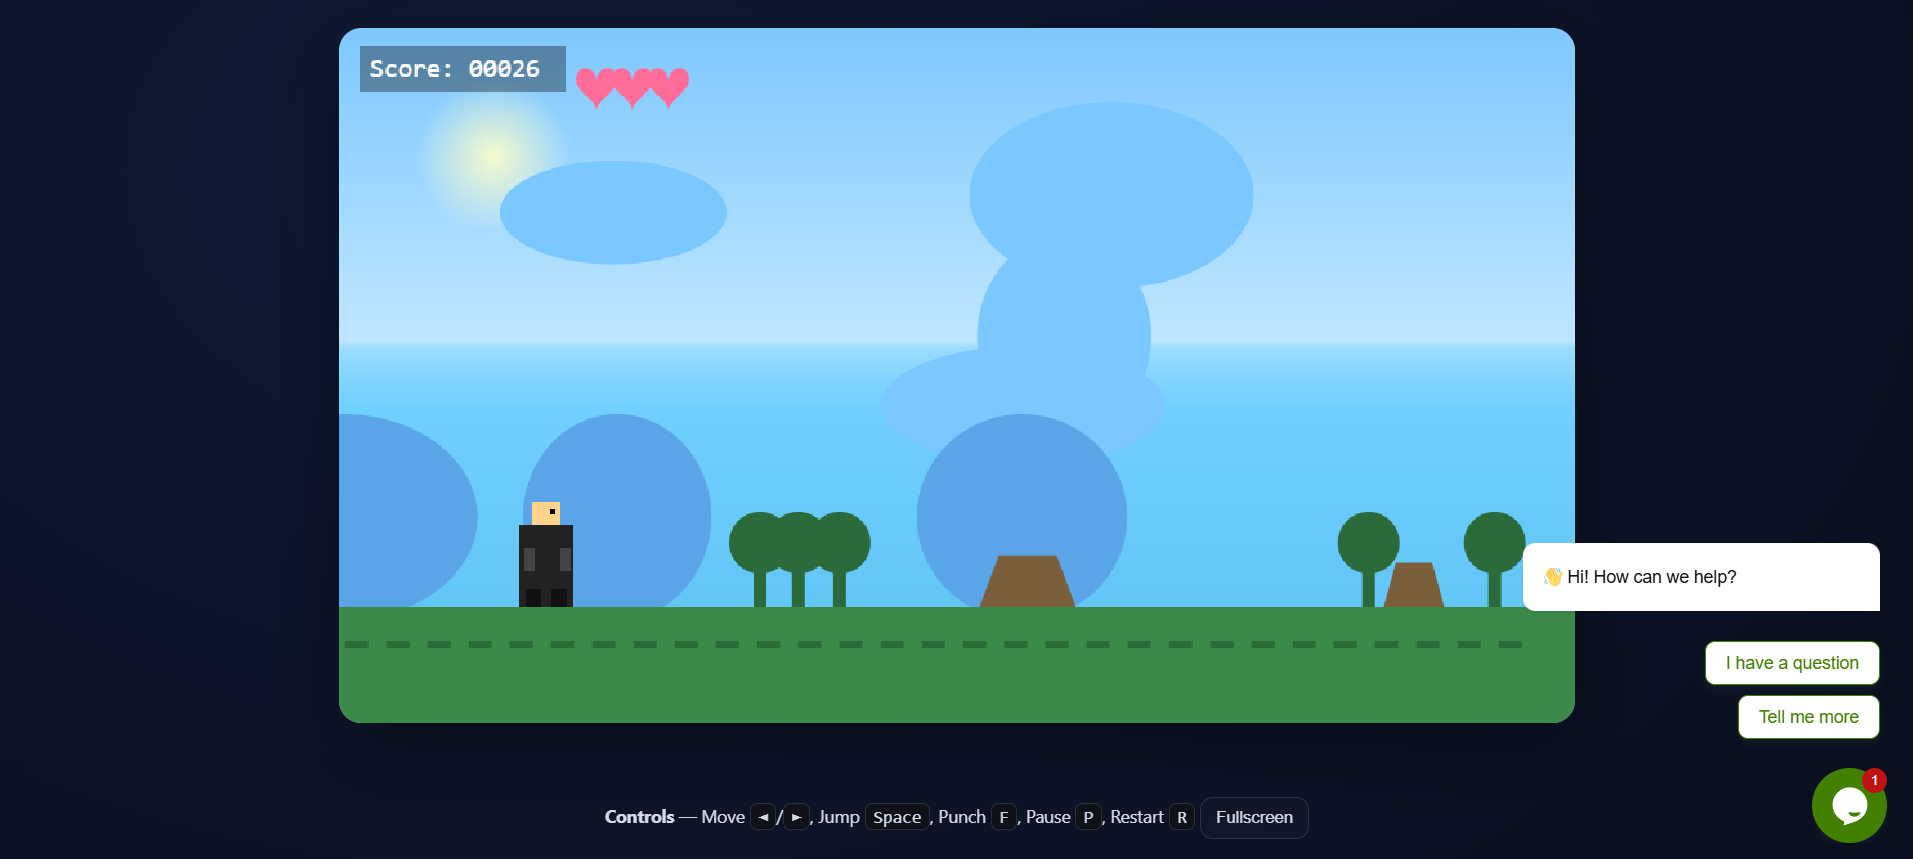 Score: 00026
👋 Hi! How can we help?
I have a question
Tell me more
1
Controls — Move ◄/►, Jump Space, Punch F, Pause P, Restart R Fullscreen